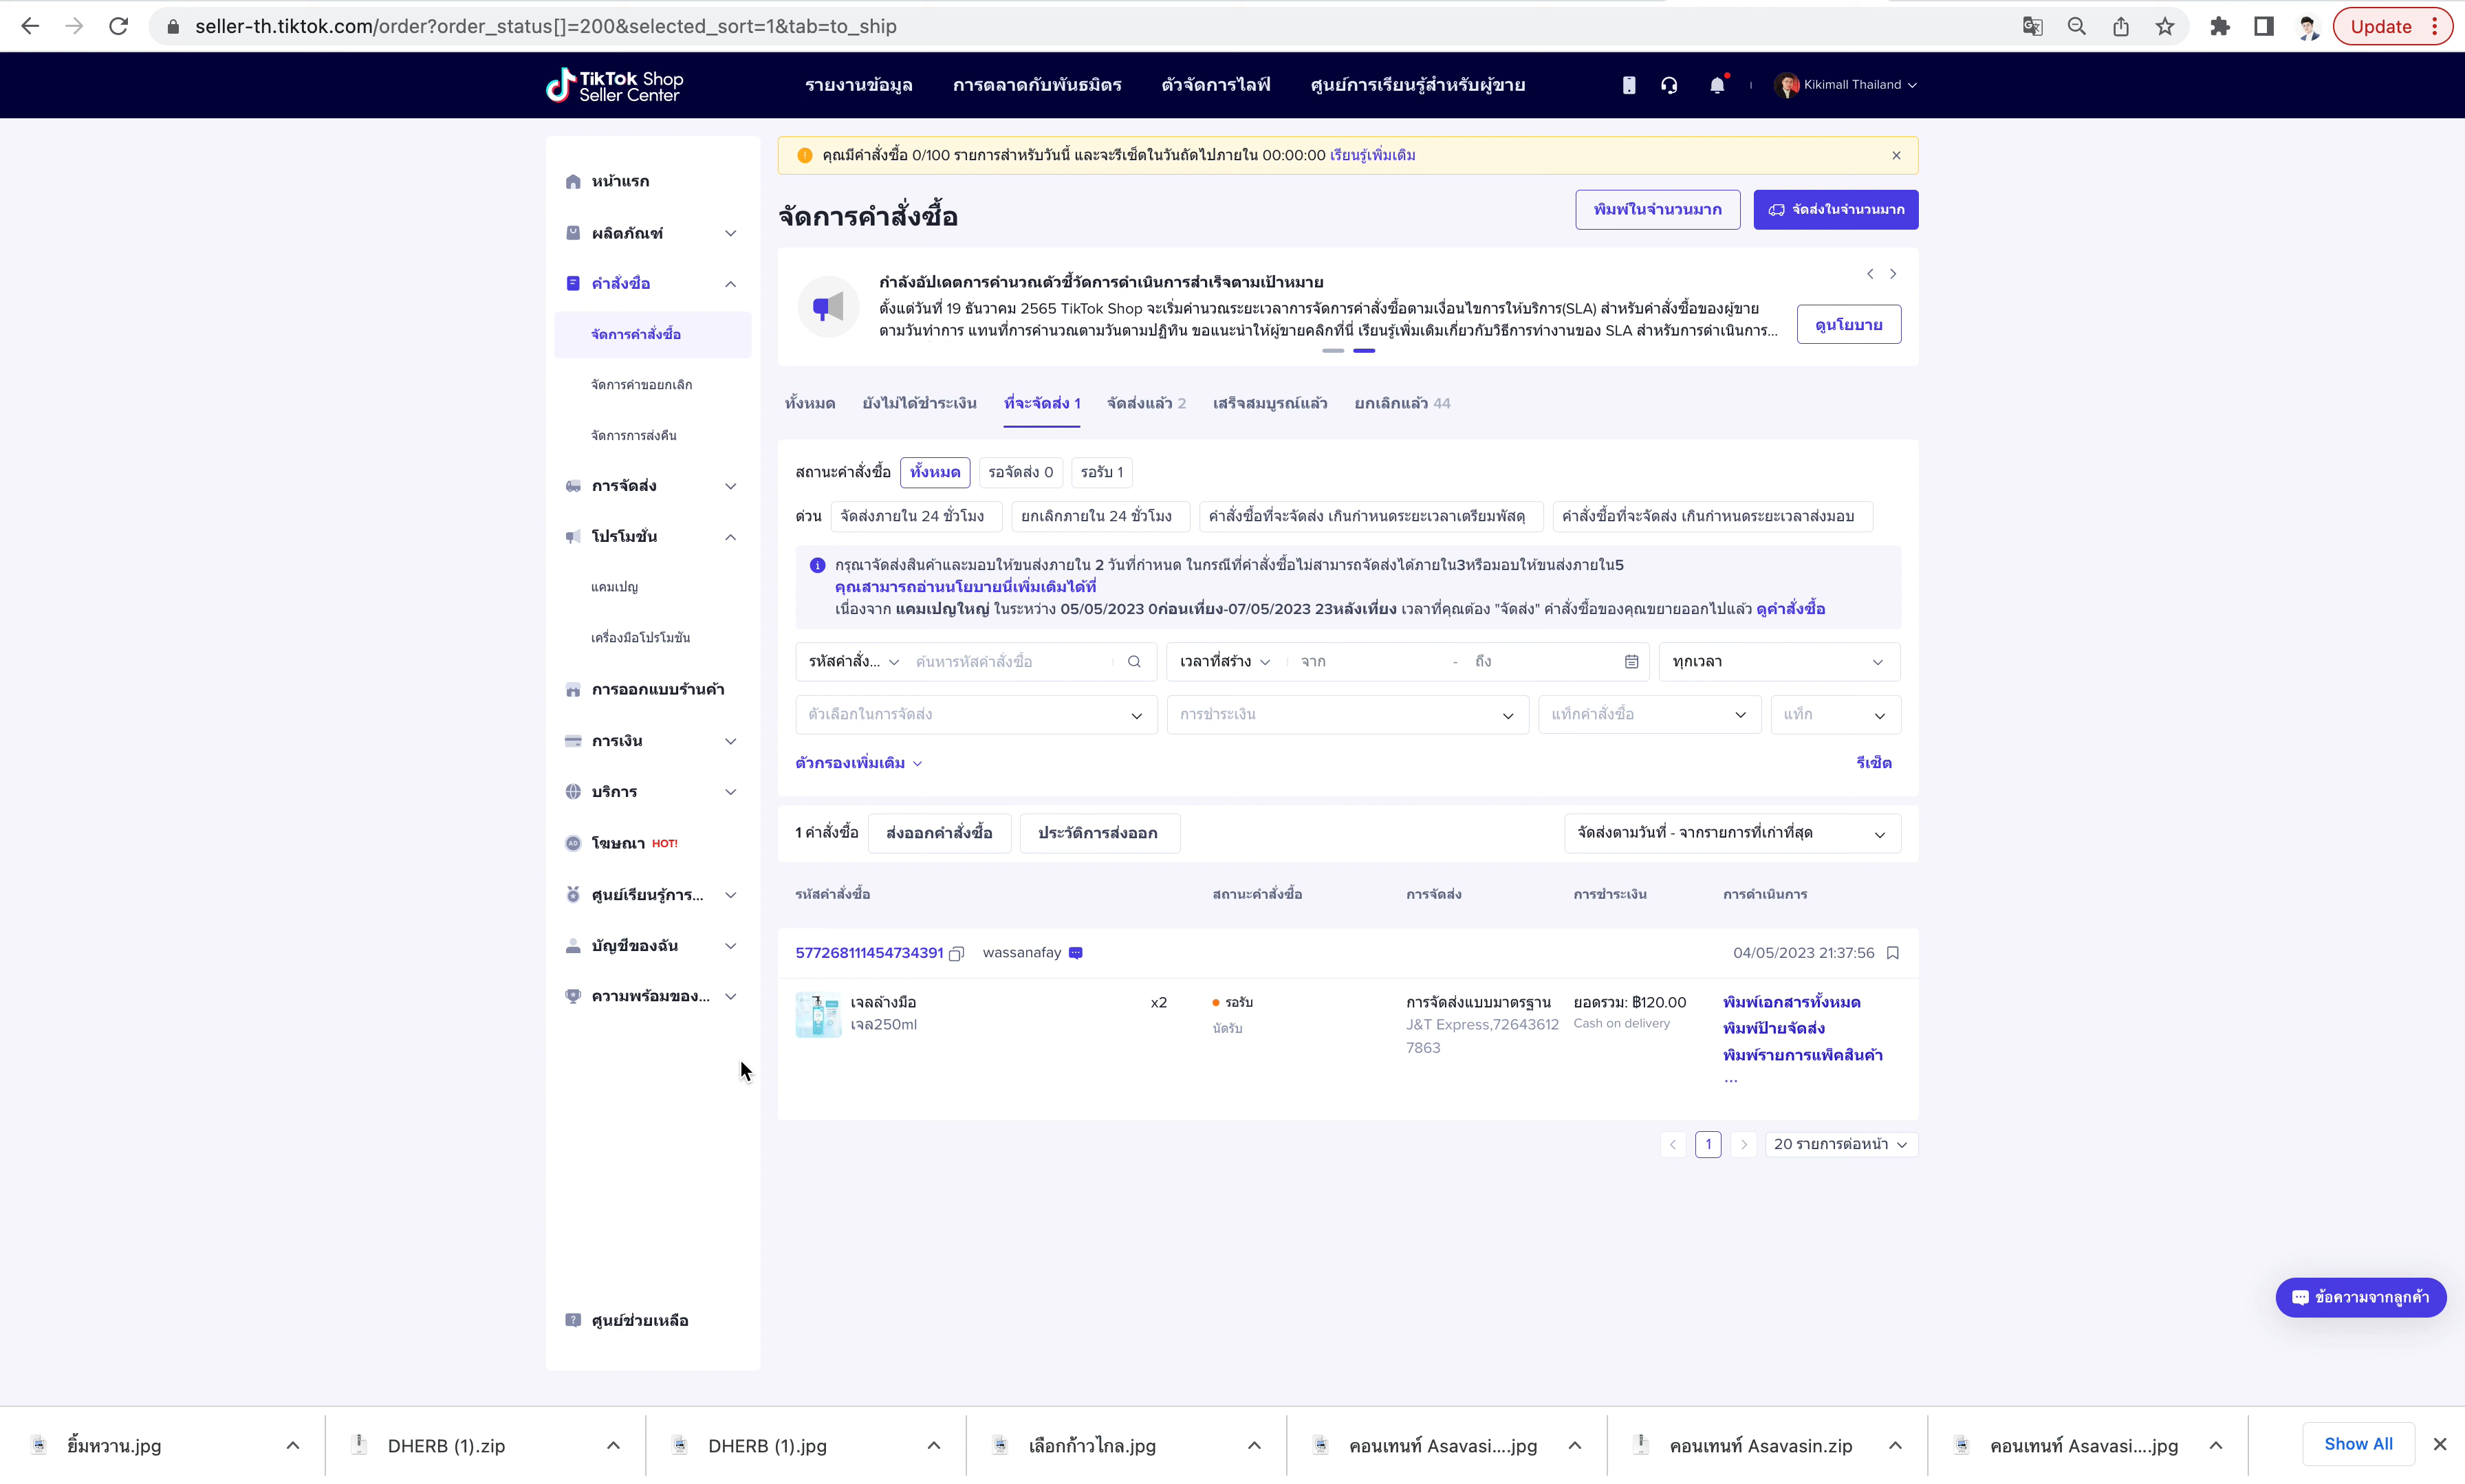 seller-th.tiktok.com/order?order_status[]=200&selected_sort=1&tab=to_ship
Update
TikTok Shop
Seller Center
รายงานข้อมูล
การตลาดกับพันธมิตร
ตัวจัดการไลฟ์
ศูนย์การเรียนรู้สำหรับผู้ขาย
Kikimall Thailand
หน้าแรก
ผลิตภัณฑ์
คำสั่งซื้อ
จัดการคำสั่งซื้อ
จัดการคำขอยกเลิก
จัดการการส่งคืน
การจัดส่ง
โปรโมชั่น
แคมเปญ
เครื่องมือโปรโมชัน
การออกแบบร้านค้า
การเงิน
บริการ
โฆษณา HOT!
ศูนย์เรียนรู้การ...
บัญชีของฉัน
ความพร้อมของ...
ศูนย์ช่วยเหลือ
คุณมีคำสั่งซื้อ 0/100 รายการสำหรับวันนี้ และจะรีเซ็ตในวันถัดไปภายใน 00:00:00 เรียนรู้เพิ่มเติม
จัดการคำสั่งซื้อ
พิมพ์ในจำนวนมาก
จัดส่งในจำนวนมาก
กำลังอัปเดตการคำนวณตัวชี้วัดการดำเนินการสำเร็จตามเป้าหมาย
ตั้งแต่วันที่ 19 ธันวาคม 2565 TikTok Shop จะเริ่มคำนวณระยะเวลาการจัดการคำสั่งซื้อตามเงื่อนไขการให้บริการ(SLA) สำหรับคำสั่งซื้อของผู้ขาย
ตามวันทำการ แทนที่การคำนวณตามวันตามปฏิทิน ขอแนะนำให้ผู้ขายคลิกที่นี่ เรียนรู้เพิ่มเติมเกี่ยวกับวิธีการทำงานของ SLA สำหรับการดำเนินการ...
ดูนโยบาย
ทั้งหมด
ยังไม่ได้ชำระเงิน
ที่จะจัดส่ง 1
จัดส่งแล้ว 2
เสร็จสมบูรณ์แล้ว
ยกเลิกแล้ว 44
สถานะคำสั่งซื้อ
ทั้งหมด
รอจัดส่ง 0
รอรับ 1
ด่วน
จัดส่งภายใน 24 ชั่วโมง
ยกเลิกภายใน 24 ชั่วโมง
คำสั่งซื้อที่จะจัดส่ง เกินกำหนดระยะเวลาเตรียมพัสดุ
คำสั่งซื้อที่จะจัดส่ง เกินกำหนดระยะเวลาส่งมอบ
กรุณาจัดส่งสินค้าและมอบให้ขนส่งภายใน 2 วันที่กำหนด ในกรณีที่คำสั่งซื้อไม่สามารถจัดส่งได้ภายใน3หรือมอบให้ขนส่งภายใน5
คุณสามารถอ่านนโยบายนี่เพิ่มเติมได้ที่
เนื่องจาก แคมเปญใหญ่ ในระหว่าง 05/05/2023 0ก่อนเที่ยง-07/05/2023 23หลังเที่ยง เวลาที่คุณต้อง "จัดส่ง" คำสั่งซื้อของคุณขยายออกไปแล้ว ดูคำสั่งซื้อ
รหัสคำสั่ง...
ค้นหารหัสคำสั่งซื้อ
เวลาที่สร้าง
จาก
-
ถึง
ทุกเวลา
ตัวเลือกในการจัดส่ง
การชำระเงิน
แท็กคำสั่งซื้อ
แท็ก
ตัวกรองเพิ่มเติม
รีเซ็ต
1 คำสั่งซื้อ
ส่งออกคำสั่งซื้อ
ประวัติการส่งออก
จัดส่งตามวันที่ - จากรายการที่เก่าที่สุด
รหัสคำสั่งซื้อ
สถานะคำสั่งซื้อ
การจัดส่ง
การชำระเงิน
การดำเนินการ
577268111454734391
wassanafay
04/05/2023 21:37:56
เจลล้างมือ
เจล250ml
x2
รอรับ
นัดรับ
การจัดส่งแบบมาตรฐาน
J&T Express,72643612
7863
ยอดรวม: ฿120.00
Cash on delivery
พิมพ์เอกสารทั้งหมด
พิมพ์ป้ายจัดส่ง
พิมพ์รายการแพ็คสินค้า
...
1
20 รายการต่อหน้า
ข้อความจากลูกค้า
ยิ้มหวาน.jpg
DHERB (1).zip
DHERB (1).jpg
เลือกก้าวไกล.jpg
คอนเทนท์ Asavasi....jpg
คอนเทนท์ Asavasin.zip
คอนเทนท์ Asavasi....jpg
Show All